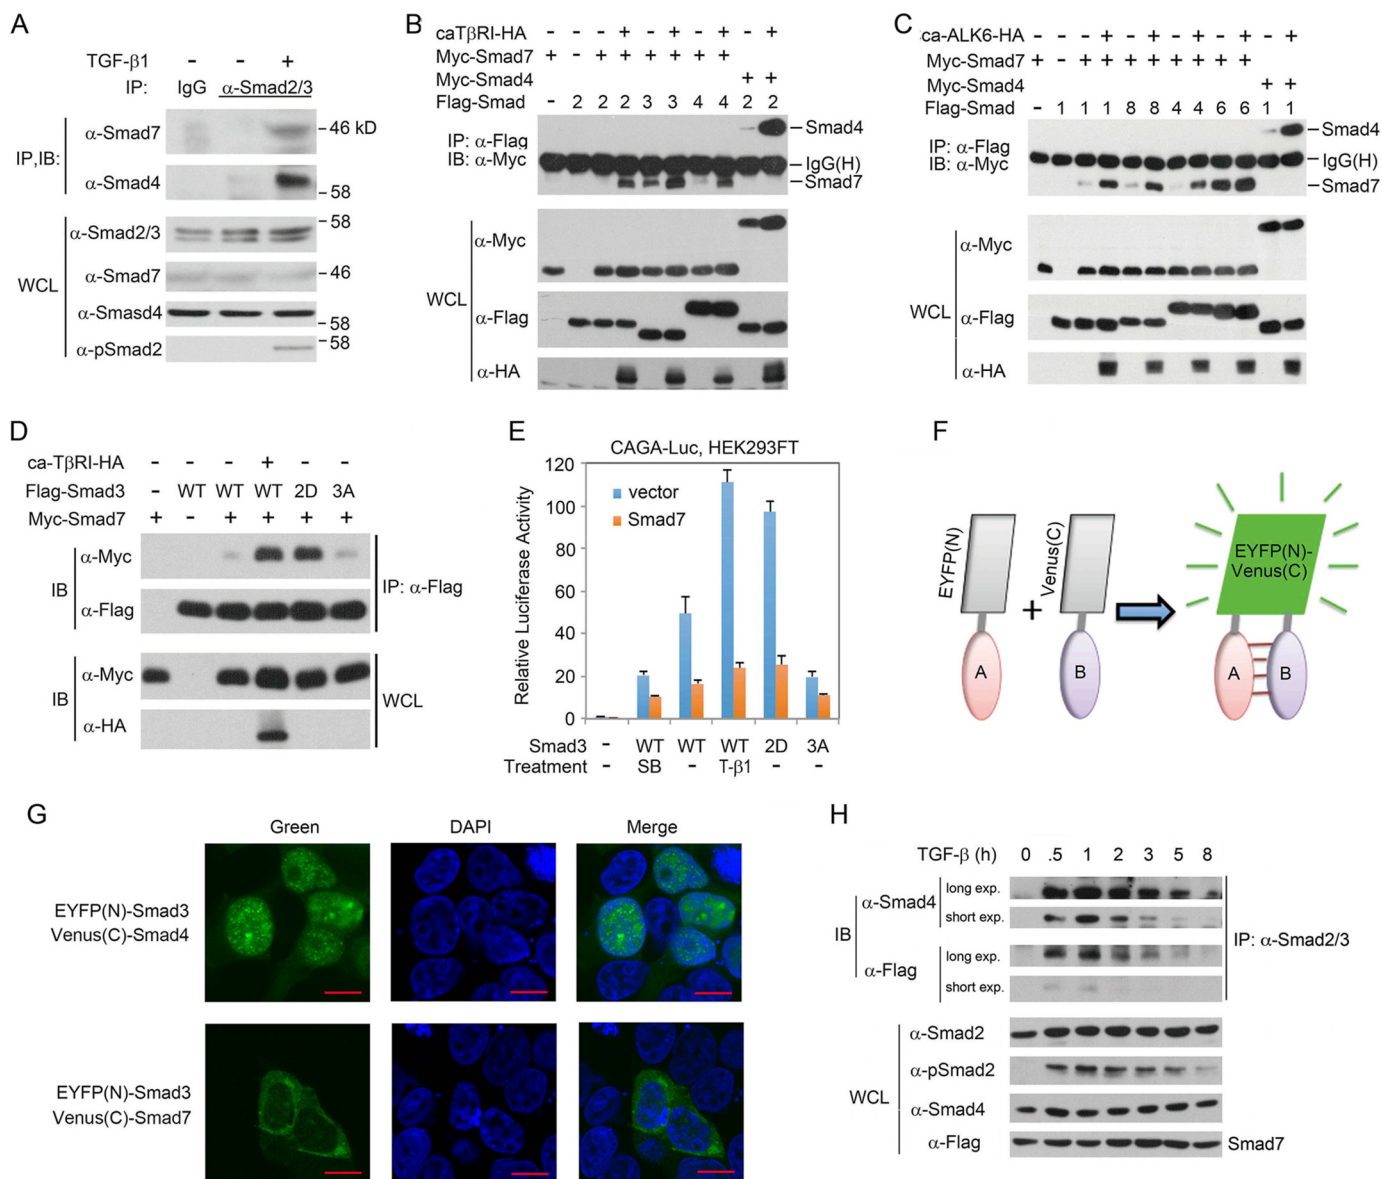 A
TGF-β1 - - +
IP: IgG α-Smad2/3
IP,IB:
α-Smad7 46 kD
α-Smad4 58
WCL
α-Smad2/3 58
α-Smad7 46
α-Smasd4 58
α-pSmad2 58
B
caTβRI-HA - - - + - + - + - +
Myc-Smad7 + - + + + + + +
Myc-Smad4 + +
Flag-Smad - 2 2 2 3 3 4 4 2 2
IP: α-Flag
IB: α-Myc
Smad4
IgG(H)
Smad7
WCL
α-Myc
α-Flag
α-HA
C
ca-ALK6-HA - - - + - + - + - + - +
Myc-Smad7 + - + + + + + + + +
Myc-Smad4 + +
Flag-Smad - 1 1 1 8 8 4 4 6 6 1 1
IP: α-Flag
IB: α-Myc
Smad4
IgG(H)
Smad7
WCL
α-Myc
α-Flag
α-HA
D
ca-TβRI-HA - - - + - -
Flag-Smad3 - WT WT WT 2D 3A
Myc-Smad7 + - + + + +
IB
α-Myc
α-Flag
IP: α-Flag
IB
α-Myc
α-HA
WCL
E
CAGA-Luc, HEK293FT
Relative Luciferase Activity
120
100
80
60
40
20
0
vector
Smad7
Smad3 - WT WT WT 2D 3A
Treatment - SB - T-β1 - -
F
EYFP(N)
Venus(C)
+
A
B
EYFP(N)-
Venus(C)
A
B
G
Green DAPI Merge
EYFP(N)-Smad3
Venus(C)-Smad4
EYFP(N)-Smad3
Venus(C)-Smad7
H
TGF-β (h) 0 .5 1 2 3 5 8
IB
α-Smad4
long exp.
short exp.
α-Flag
long exp.
short exp.
IP: α-Smad2/3
WCL
α-Smad2
α-pSmad2
α-Smad4
α-Flag
Smad7